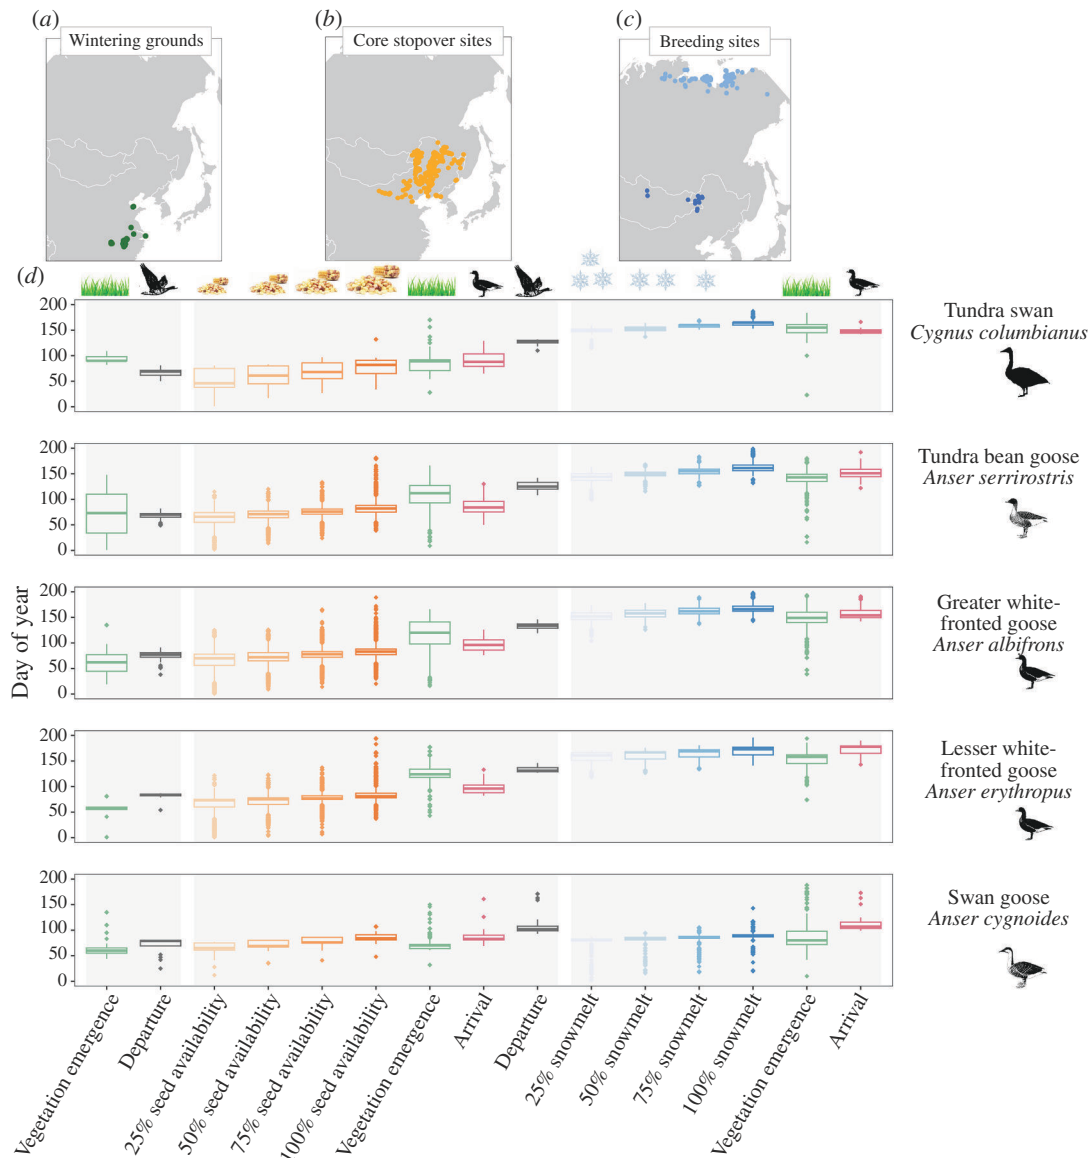 (a)
Wintering grounds
(b)
Core stopover sites
(c)
Breeding sites
(d)
200
150
100
50
0
Tundra swan
Cygnus columbianus
200
150
100
50
0
Tundra bean goose
Anser serrirostris
200
150
100
50
0
Greater white-
fronted goose
Anser albifrons
200
150
100
50
0
Lesser white-
fronted goose
Anser erythropus
200
150
100
50
0
Swan goose
Anser cygnoides
Day of year
Vegetation emergence
Departure
25% seed availability
50% seed availability
75% seed availability
100% seed availability
Vegetation emergence
Arrival
Departure
25% snowmelt
50% snowmelt
75% snowmelt
100% snowmelt
Vegetation emergence
Arrival